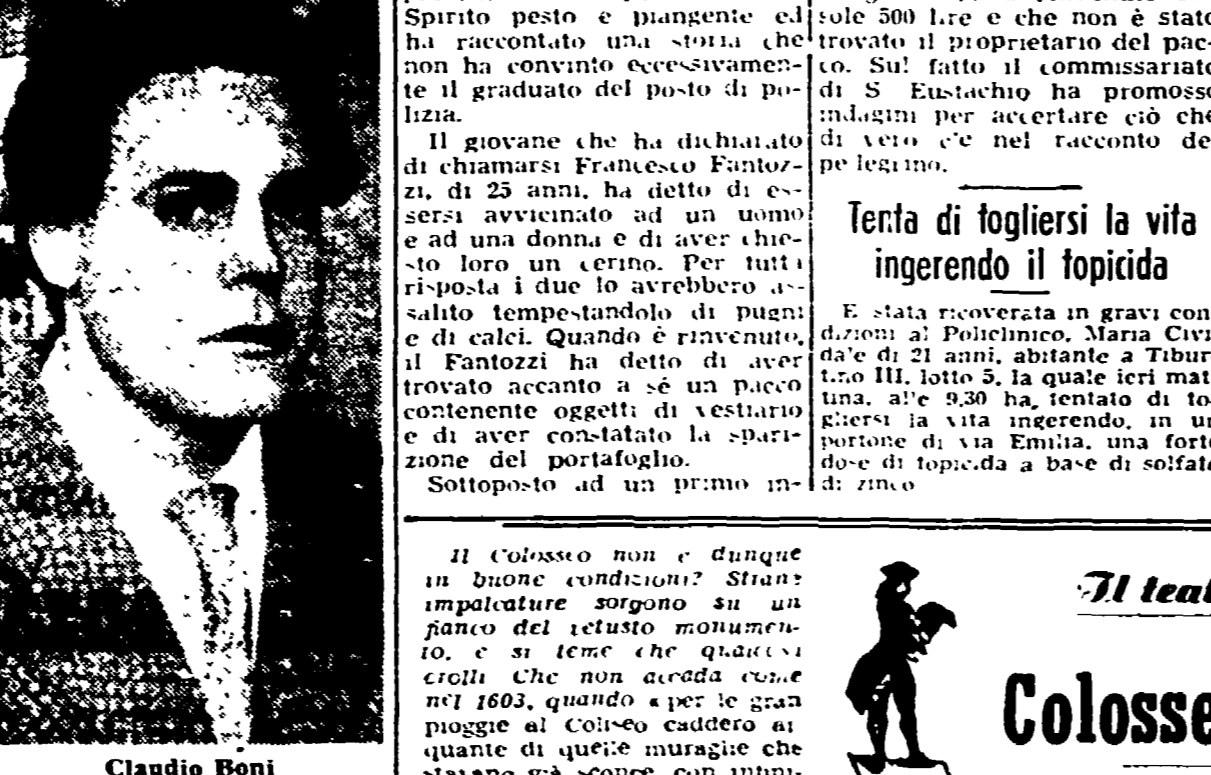 Claudio Boni
Spirito pesto e piangente ed
ha raccontato una storia che
non ha convinto eccessivamen-
te il graduato del posto di po-
lizia.
Il giovane che ha dichiarato
di chiamarsi Francesco Fantoz-
zi, di 25 anni, ha detto di es-
sersi avvicinato ad un uomo
e ad una donna e di aver chie-
sto loro un cerino. Per tutta
risposta i due lo avrebbero as-
salito tempestandolo di pugni
e di calci. Quando è rinvenuto,
il Fantozzi ha detto di aver
trovato accanto a sé un pacco
contenente oggetti di vestiario
e di aver constatato la spari-
zione del portafoglio.
Sottoposto ad un primo in-
sole 500 lire e che non è stato
trovato il proprietario del pac-
co. Sul fatto il commissariato
di S Eustachio ha promosso
indagini per accertare ciò che
di vero c'è nel racconto de
pellegrino.
Tenta di togliersi la vita
ingerendo il topicida
E stata ricoverata in gravi con
dizioni al Policlinico, Maria Civi
dale di 21 anni, abitante a Tibur
tino III, lotto 5, la quale ieri mat
tina, alle 9,30 ha tentato di to-
gliersi la vita ingerendo, in un
portone di via Emilia, una forte
dose di topicida a base di solfato
di zinco
Il Colosseo non è dunque
in buone condizioni? Strane
impalcature sorgono su un
fianco del vetusto monumen-
to, e si teme che qualcosa
crolli Che non accada come
nel 1603, quando « per le gran
pioggie al Coliseo caddero al
quante di quelle muraglie che
stavano già sconce con
Il teat
Colosse